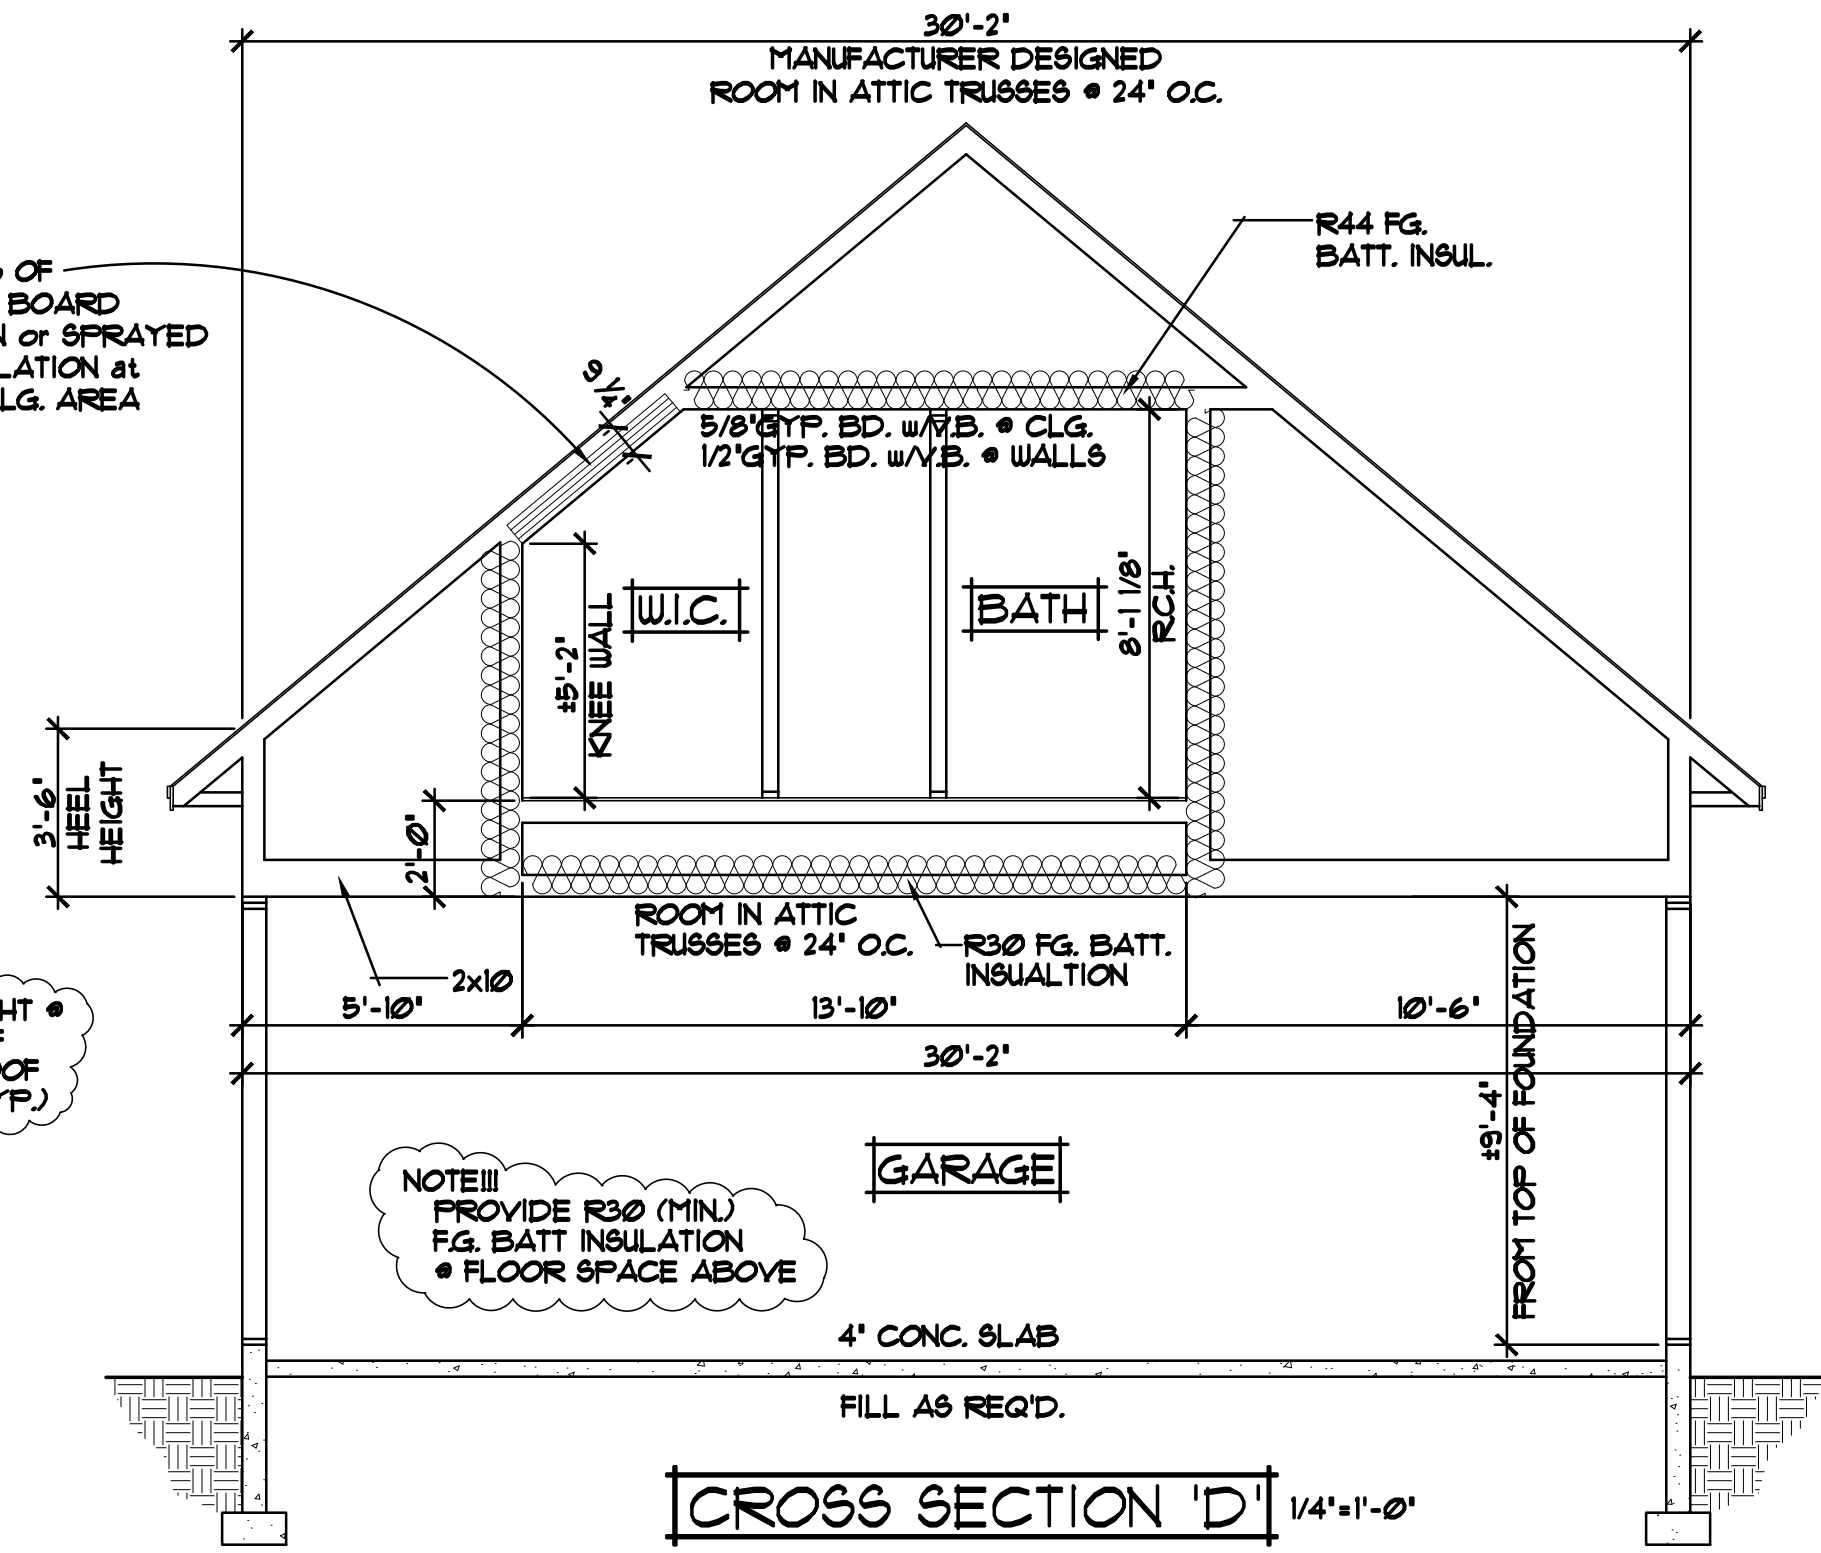 30'-2"
MANUFACTURER DESIGNED
ROOM IN ATTIC TRUSSES @ 24" O.C.
R44 FG.
BATT. INSUL.
OF
BOARD
or SPRAYED
at
AREA
9 1/4"
5/8"GYP. BD. w/V.B. @ CLG.
1/2"GYP. BD. w/V.B. @ WALLS
W.I.C.
BATH
±5'-2"
KNEE WALL
8'-1 1/8"
R.C.H.
3'-6"
HEEL
HEIGHT
2'-0"
ROOM IN ATTIC
TRUSSES @ 24" O.C.
R30 FG. BATT.
INSUALTION
2x10
5'-10"
13'-10"
10'-6"
30'-2"
@
±9'-4"
FROM TOP OF FOUNDATION
GARAGE
NOTE!!!
PROVIDE R30 (MIN.)
F.G. BATT INSULATION
@ FLOOR SPACE ABOVE
4" CONC. SLAB
FILL AS REQ'D.
CROSS SECTION 'D'
1/4"=1'-0"